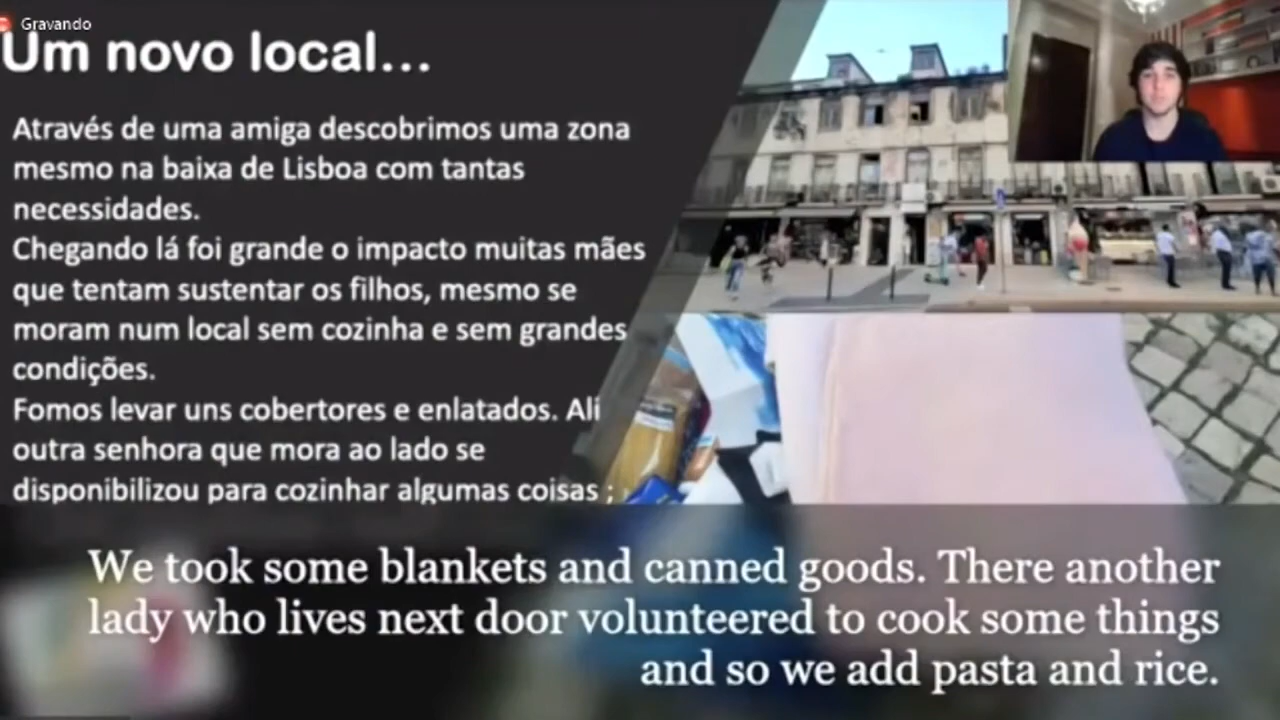 Gravando
Um novo local...
Através de uma amiga descobrimos uma zona
mesmo na baixa de Lisboa com tantas
necessidades.
Chegando lá foi grande o impacto muitas mães
que tentam sustentar os filhos, mesmo se
moram num local sem cozinha e sem grandes
condições.
Fomos levar uns cobertores e enlatados. Ali
outra senhora que mora ao lado se
disponibilizou para cozinhar algumas coisas ;
We took some blankets and canned goods. There another
lady who lives next door volunteered to cook some things
and so we add pasta and rice.